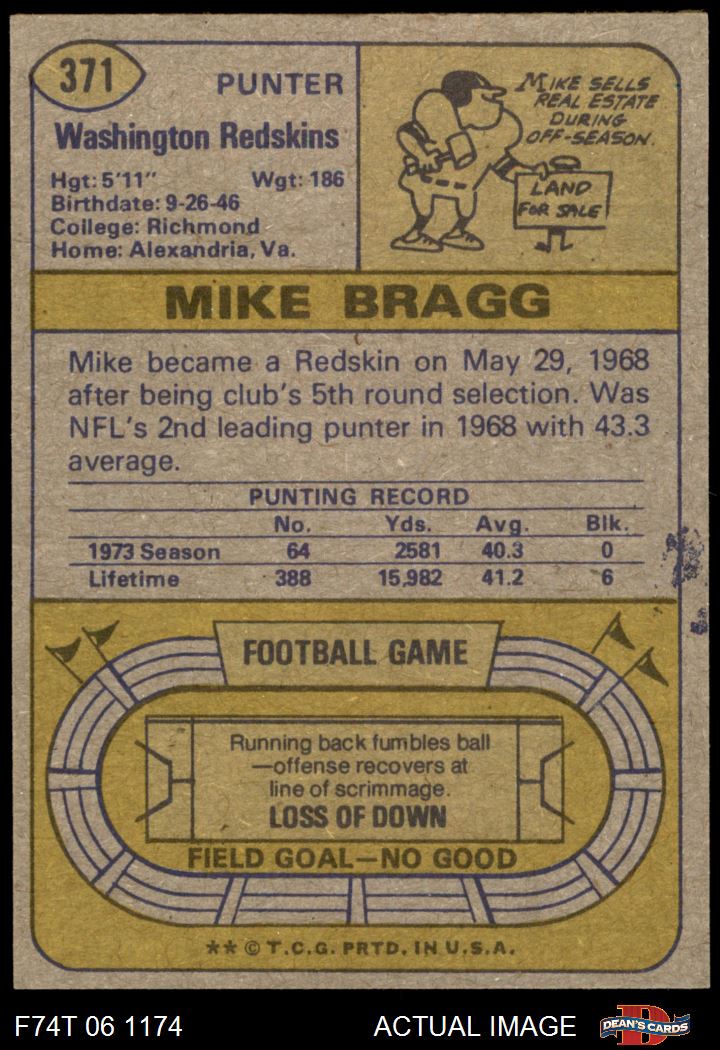 371
PUNTER
Washington Redskins
Hgt: 5'11" Wgt: 186
Birthdate: 9-26-46
College: Richmond
Home: Alexandria, Va.
MIKE SELLS
REAL ESTATE
DURING
OFF-SEASON.
LAND
FOR SALE
MIKE BRAGG
Mike became a Redskin on May 29, 1968
after being club's 5th round selection. Was
NFL's 2nd leading punter in 1968 with 43.3
average.
PUNTING RECORD
No. Yds. Avg. Blk.
1973 Season 64 2581 40.3 0
Lifetime 388 15,982 41.2 6
FOOTBALL GAME
Running back fumbles ball
—offense recovers at
line of scrimmage.
LOSS OF DOWN
FIELD GOAL—NO GOOD
** © T.C.G. PRTD. IN U.S.A.
F74T 06 1174 ACTUAL IMAGE
D
DEAN'S CARDS